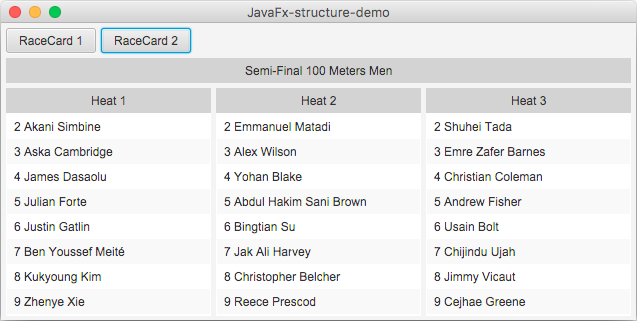 JavaFx-structure-demo
RaceCard 1 RaceCard 2
Semi-Final 100 Meters Men
Heat 1 Heat 2 Heat 3
2 Akani Simbine 2 Emmanuel Matadi 2 Shuhei Tada
3 Aska Cambridge 3 Alex Wilson 3 Emre Zafer Barnes
4 James Dasaolu 4 Yohan Blake 4 Christian Coleman
5 Julian Forte 5 Abdul Hakim Sani Brown 5 Andrew Fisher
6 Justin Gatlin 6 Bingtian Su 6 Usain Bolt
7 Ben Youssef Meité 7 Jak Ali Harvey 7 Chijindu Ujah
8 Kukyoung Kim 8 Christopher Belcher 8 Jimmy Vicaut
9 Zhenye Xie 9 Reece Prescod 9 Cejhae Greene